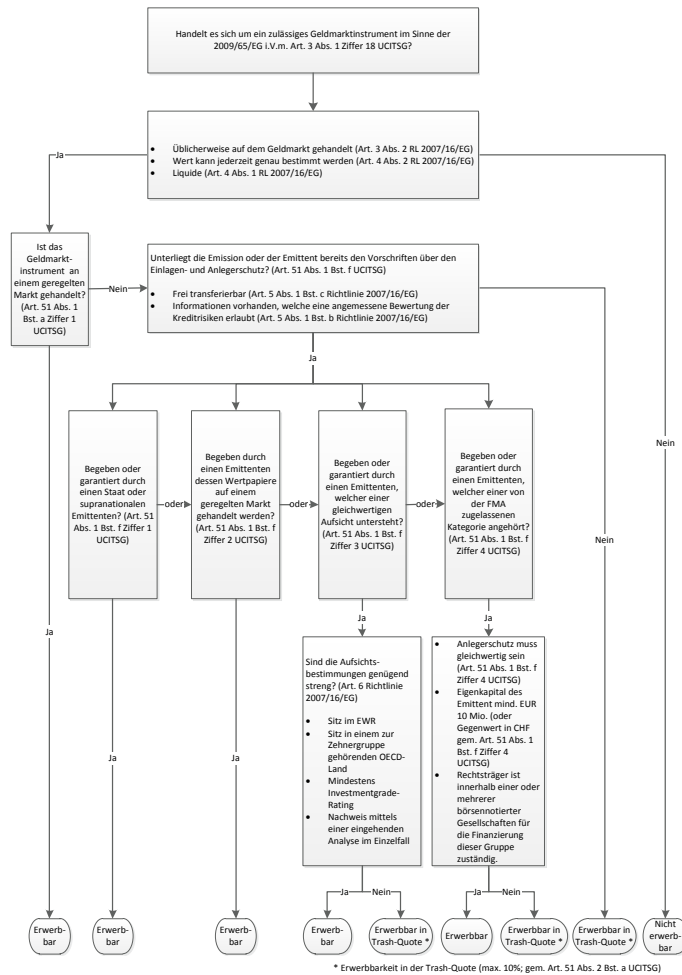 Handelt es sich um ein zulässiges Geldmarktinstrument im Sinne der
2009/65/EG i.V.m. Art. 3 Abs. 1 Ziffer 18 UCITSG?
• Üblicherweise auf dem Geldmarkt gehandelt (Art. 3 Abs. 2 RL 2007/16/EG)
• Wert kann jederzeit genau bestimmt werden (Art. 4 Abs. 2 RL 2007/16/EG)
• Liquide (Art. 4 Abs. 1 RL 2007/16/EG)
Ja
Ist das
Geldmarkt-
instrument an
einem geregelten
Markt gehandelt?
(Art. 51 Abs. 1
Bst. a Ziffer 1
UCITSG)
Nein
Unterliegt die Emission oder der Emittent bereits den Vorschriften über den
Einlagen- und Anlegerschutz? (Art. 51 Abs. 1 Bst. f UCITSG)
• Frei transferierbar (Art. 5 Abs. 1 Bst. c Richtlinie 2007/16/EG)
• Informationen vorhanden, welche eine angemessene Bewertung der
Kreditrisiken erlaubt (Art. 5 Abs. 1 Bst. b Richtlinie 2007/16/EG)
Ja
Begeben oder
garantiert durch
einen Staat oder
supranationalen
Emittenten? (Art. 51
Abs. 1 Bst. f Ziffer 1
UCITSG)
oder
Begeben durch
einen Emittenten
dessen Wertpapiere
auf einem
geregelten Markt
gehandelt werden?
(Art. 51 Abs. 1 Bst. f
Ziffer 2 UCITSG)
oder
Begeben oder
garantiert durch
einen Emittenten,
welcher einer
gleichwertigen
Aufsicht untersteht?
(Art. 51 Abs. 1 Bst. f
Ziffer 3 UCITSG)
oder
Begeben oder
garantiert durch
einen Emittenten,
welcher einer von
der FMA
zugelassenen
Kategorie angehört?
(Art. 51 Abs. 1 Bst. f
Ziffer 4 UCITSG)
Nein
Nein
Ja
Ja
Ja
Ja
Ja
Sind die Aufsichts-
bestimmungen genügend
streng? (Art. 6 Richtlinie
2007/16/EG)
• Sitz im EWR
• Sitz in einem zur
Zehnergruppe
gehörenden OECD-
Land
• Mindestens
Investmentgrade-
Rating
• Nachweis mittels
einer eingehenden
Analyse im Einzelfall
• Anlegerschutz muss
gleichwertig sein
(Art. 51 Abs. 1 Bst. f
Ziffer 4 UCITSG)
• Eigenkapital des
Emittent mind. EUR
10 Mio. (oder
Gegenwert in CHF
gem. Art. 51 Abs. 1
Bst. f Ziffer 4
UCITSG)
• Rechtsträger ist
innerhalb einer oder
mehrerer
börsennotierter
Gesellschaften für
die Finanzierung
dieser Gruppe
zuständig.
Ja
Nein
Ja
Nein
Erwerb-
bar
Erwerb-
bar
Erwerb-
bar
Erwerb-
bar
Erwerbbar in
Trash-Quote *
Erwerbbar
Erwerbbar in
Trash-Quote *
Erwerbbar in
Trash-Quote *
Nicht
erwerb-
bar
* Erwerbbarkeit in der Trash-Quote (max. 10%; gem. Art. 51 Abs. 2 Bst. a UCITSG)